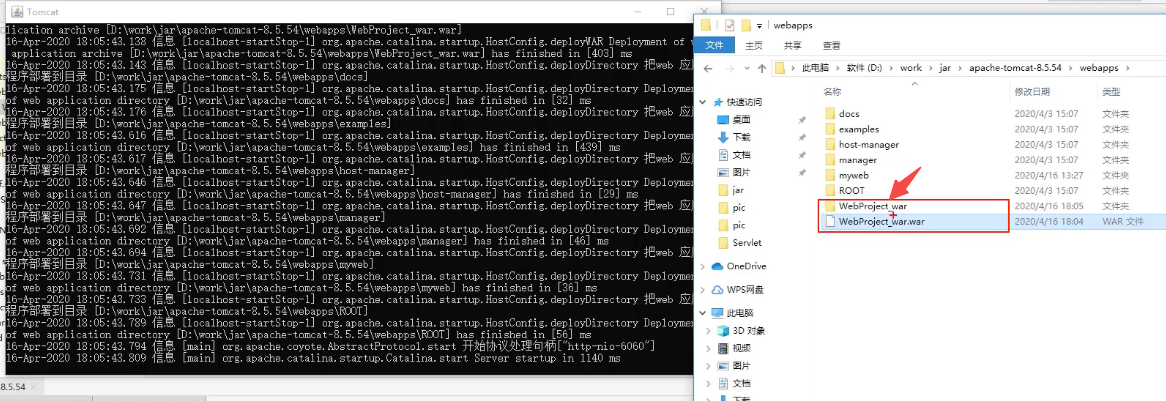 Tomcat
lication archive [D:\work\jar\apache-tomcat-8.5.54\webapps\WebProject_war.war]
16-Apr-2020 18:05:43.138 信息 [localhost-startStop-1] org.apache.catalina.startup.HostConfig.deployWAR Deployment of
application archive [D:\work\jar\apache-tomcat-8.5.54\webapps\WebProject_war.war] has finished in [403] ms
16-Apr-2020 18:05:43.143 信息 [localhost-startStop-1] org.apache.catalina.startup.HostConfig.deployDirectory 把web 应
程序部署到目录 [D:\work\jar\apache-tomcat-8.5.54\webapps\docs]
16-Apr-2020 18:05:43.175 信息 [localhost-startStop-1] org.apache.catalina.startup.HostConfig.deployDirectory Deploymen
of web application directory [D:\work\jar\apache-tomcat-8.5.54\webapps\docs] has finished in [32] ms
16-Apr-2020 18:05:43.176 信息 [localhost-startStop-1] org.apache.catalina.startup.HostConfig.deployDirectory 把web 应
程序部署到目录 [D:\work\jar\apache-tomcat-8.5.54\webapps\examples]
16-Apr-2020 18:05:43.616 信息 [localhost-startStop-1] org.apache.catalina.startup.HostConfig.deployDirectory Deploymen
of web application directory [D:\work\jar\apache-tomcat-8.5.54\webapps\examples] has finished in [439] ms
16-Apr-2020 18:05:43.617 信息 [localhost-startStop-1] org.apache.catalina.startup.HostConfig.deployDirectory 把web 应
程序部署到目录 [D:\work\jar\apache-tomcat-8.5.54\webapps\host-manager]
16-Apr-2020 18:05:43.646 信息 [localhost-startStop-1] org.apache.catalina.startup.HostConfig.deployDirectory Deploymen
of web application directory [D:\work\jar\apache-tomcat-8.5.54\webapps\host-manager] has finished in [29] ms
16-Apr-2020 18:05:43.647 信息 [localhost-startStop-1] org.apache.catalina.startup.HostConfig.deployDirectory 把web 应
程序部署到目录 [D:\work\jar\apache-tomcat-8.5.54\webapps\manager]
16-Apr-2020 18:05:43.692 信息 [localhost-startStop-1] org.apache.catalina.startup.HostConfig.deployDirectory Deploymen
of web application directory [D:\work\jar\apache-tomcat-8.5.54\webapps\manager] has finished in [46] ms
16-Apr-2020 18:05:43.694 信息 [localhost-startStop-1] org.apache.catalina.startup.HostConfig.deployDirectory 把web 应
程序部署到目录 [D:\work\jar\apache-tomcat-8.5.54\webapps\myweb]
16-Apr-2020 18:05:43.731 信息 [localhost-startStop-1] org.apache.catalina.startup.HostConfig.deployDirectory Deploymen
of web application directory [D:\work\jar\apache-tomcat-8.5.54\webapps\myweb] has finished in [36] ms
16-Apr-2020 18:05:43.733 信息 [localhost-startStop-1] org.apache.catalina.startup.HostConfig.deployDirectory 把web 应
程序部署到目录 [D:\work\jar\apache-tomcat-8.5.54\webapps\ROOT]
16-Apr-2020 18:05:43.789 信息 [localhost-startStop-1] org.apache.catalina.startup.HostConfig.deployDirectory Deploymen
of web application directory [D:\work\jar\apache-tomcat-8.5.54\webapps\ROOT] has finished in [56] ms
16-Apr-2020 18:05:43.794 信息 [main] org.apache.coyote.AbstractProtocol.start 开始协议处理句柄["http-nio-6060"]
16-Apr-2020 18:05:43.809 信息 [main] org.apache.catalina.startup.Catalina.start Server startup in 1140 ms
8.5.54
webapps
文件 主页 共享 查看
此电脑 > 软件 (D:) > work > jar > apache-tomcat-8.5.54 > webapps >
名称 修改日期 类型
快速访问
桌面
下载
文档
图片
jar
pic
pic
Servlet
OneDrive
WPS网盘
此电脑
3D 对象
视频
图片
文档
下载
docs 2020/4/3 15:07 文件夹
examples 2020/4/3 15:07 文件夹
host-manager 2020/4/3 15:07 文件夹
manager 2020/4/3 15:07 文件夹
myweb 2020/4/16 13:27 文件夹
ROOT 2020/4/3 15:07 文件夹
WebProject_war 2020/4/16 18:05 文件夹
WebProject_war.war 2020/4/16 18:04 WAR 文件